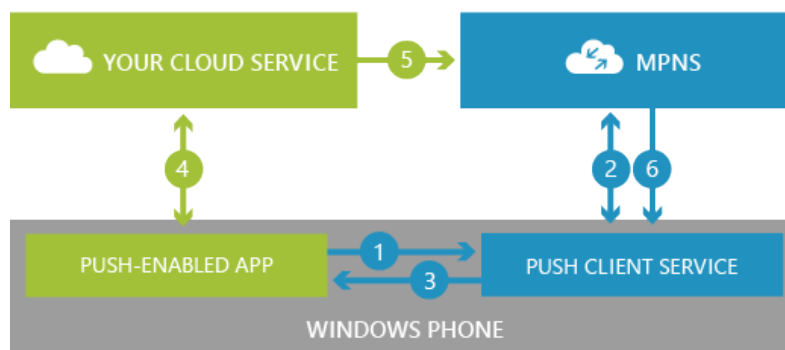 YOUR CLOUD SERVICE
5
MPNS
4
2
6
PUSH-ENABLED APP
1
3
PUSH CLIENT SERVICE
WINDOWS PHONE